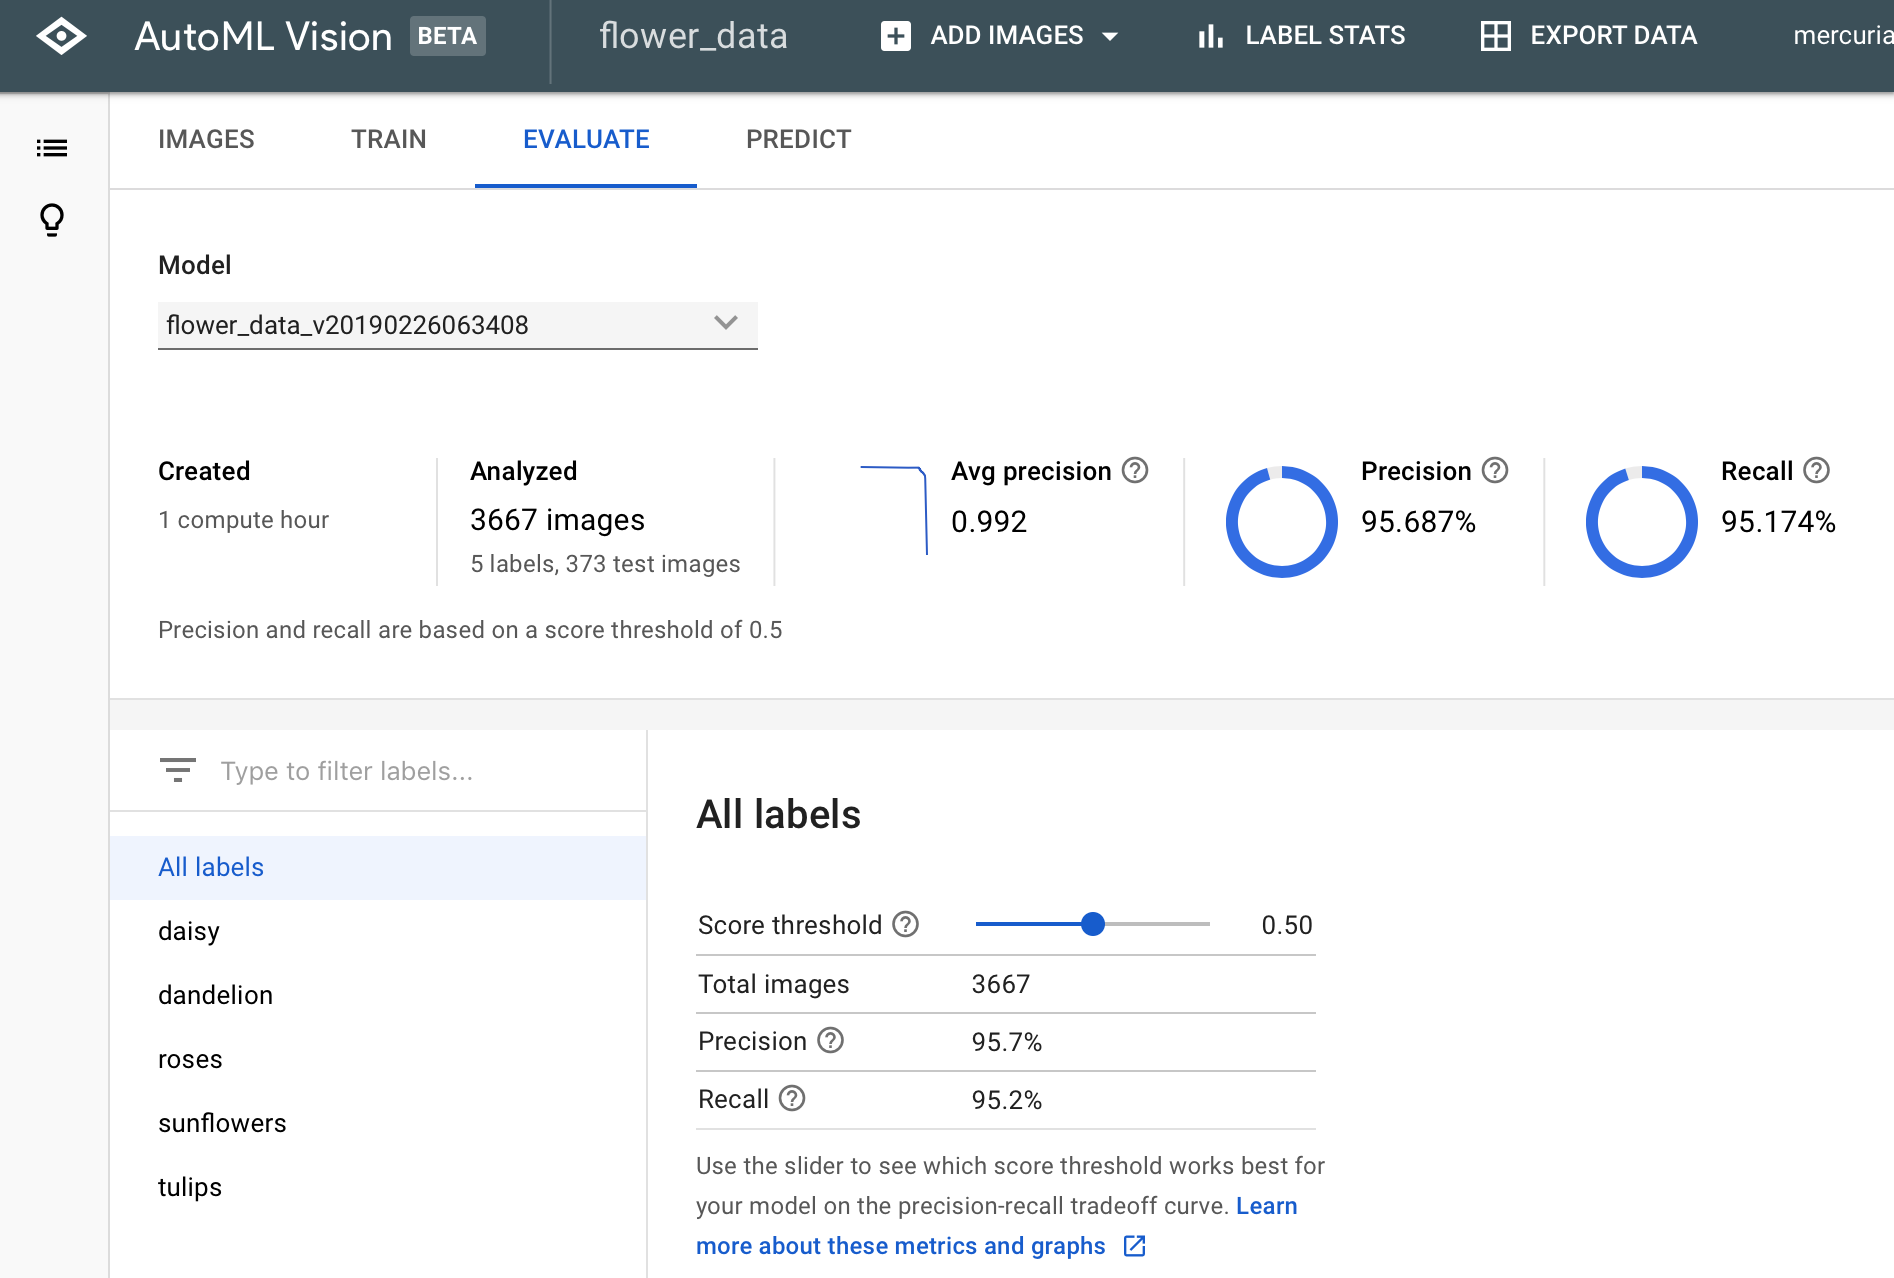 AutoML Vision BETA flower_data ADD IMAGES LABEL STATS EXPORT DATA mercuria
IMAGES TRAIN EVALUATE PREDICT
Model
flower_data_v20190226063408
Created
1 compute hour
Analyzed
3667 images
5 labels, 373 test images
Avg precision
0.992
Precision
95.687%
Recall
95.174%
Precision and recall are based on a score threshold of 0.5
Type to filter labels...
All labels
daisy
dandelion
roses
sunflowers
tulips
All labels
Score threshold 0.50
Total images 3667
Precision 95.7%
Recall 95.2%
Use the slider to see which score threshold works best for
your model on the precision-recall tradeoff curve. Learn
more about these metrics and graphs